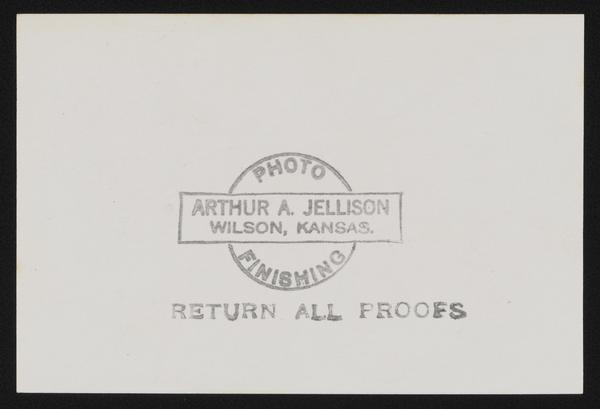 PHOTO
ARTHUR A. JELLISON
WILSON, KANSAS.
FINISHING
RETURN ALL PROOFS